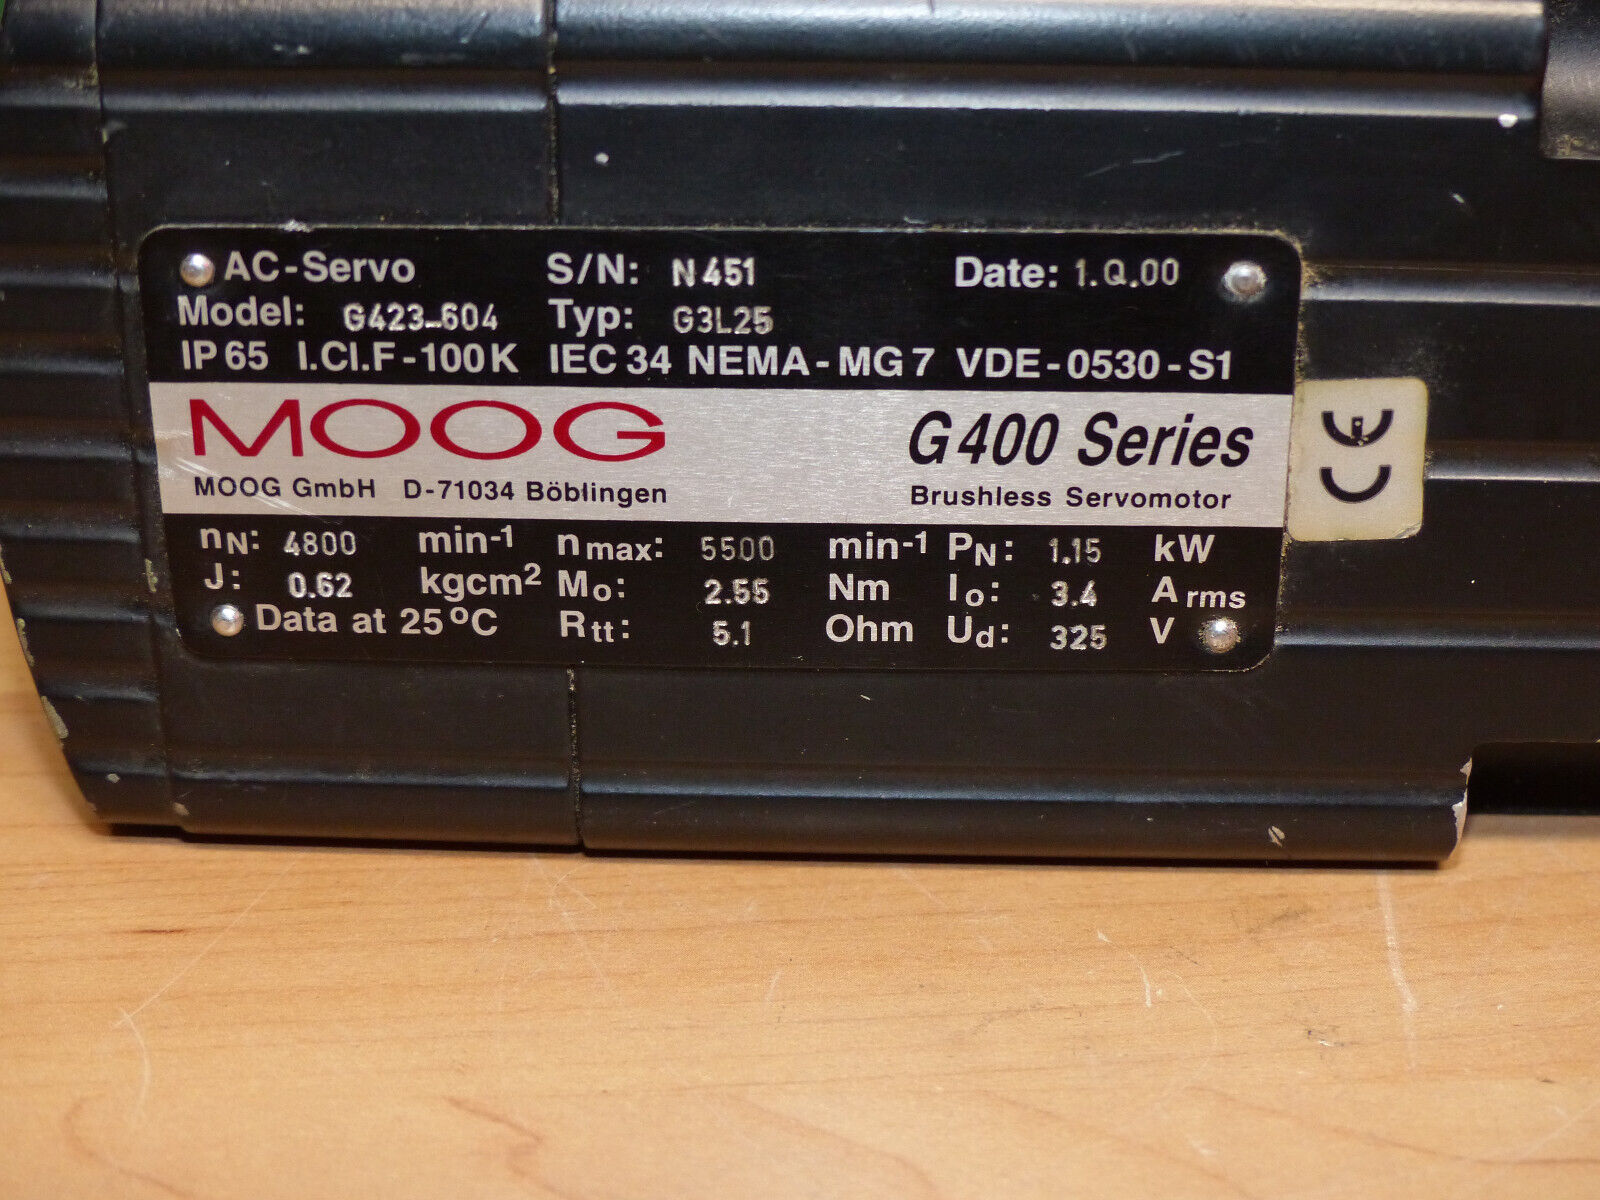 AC-Servo S/N: N451 Date: 1.Q.00
Model: G423-604 Typ: G3L25
IP 65 I.Cl.F-100K IEC 34 NEMA-MG 7 VDE-0530-S1
MOOG G400 Series
MOOG GmbH D-71034 Böblingen Brushless Servomotor
CE
nN: 4800 min-1 nmax: 5500 min-1 PN: 1.15 kW
J: 0.62 kgcm2 Mo: 2.55 Nm Io: 3.4 A rms
Data at 25°C Rtt: 5.1 Ohm Ud: 325 V